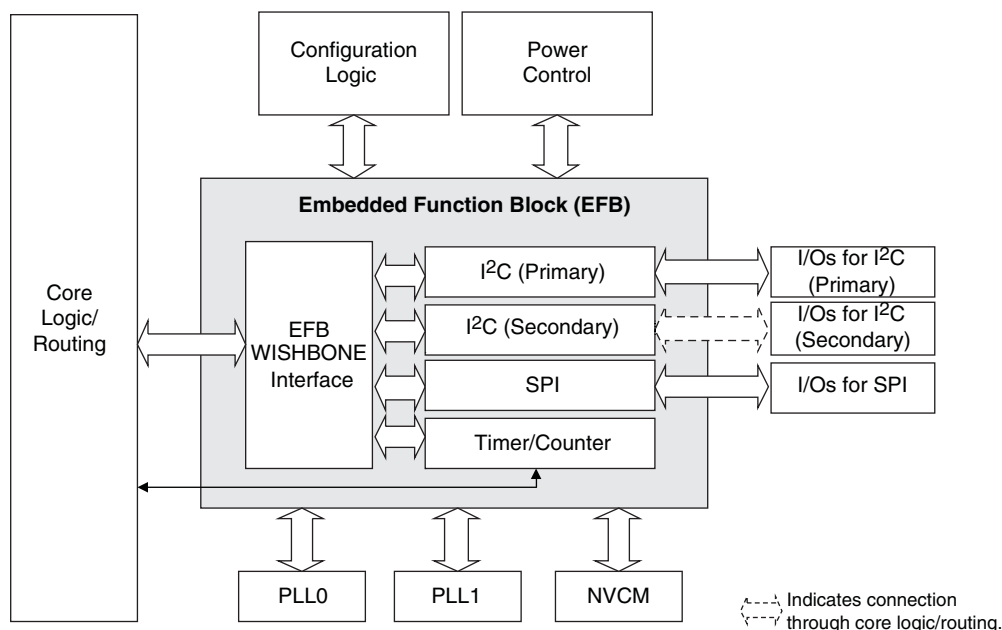 Configuration
Logic
Power
Control
Embedded Function Block (EFB)
Core
Logic/
Routing
EFB
WISHBONE
Interface
I2C (Primary)
I2C (Secondary)
SPI
Timer/Counter
I/Os for I2C
(Primary)
I/Os for I2C
(Secondary)
I/Os for SPI
PLL0
PLL1
NVCM
Indicates connection
through core logic/routing.